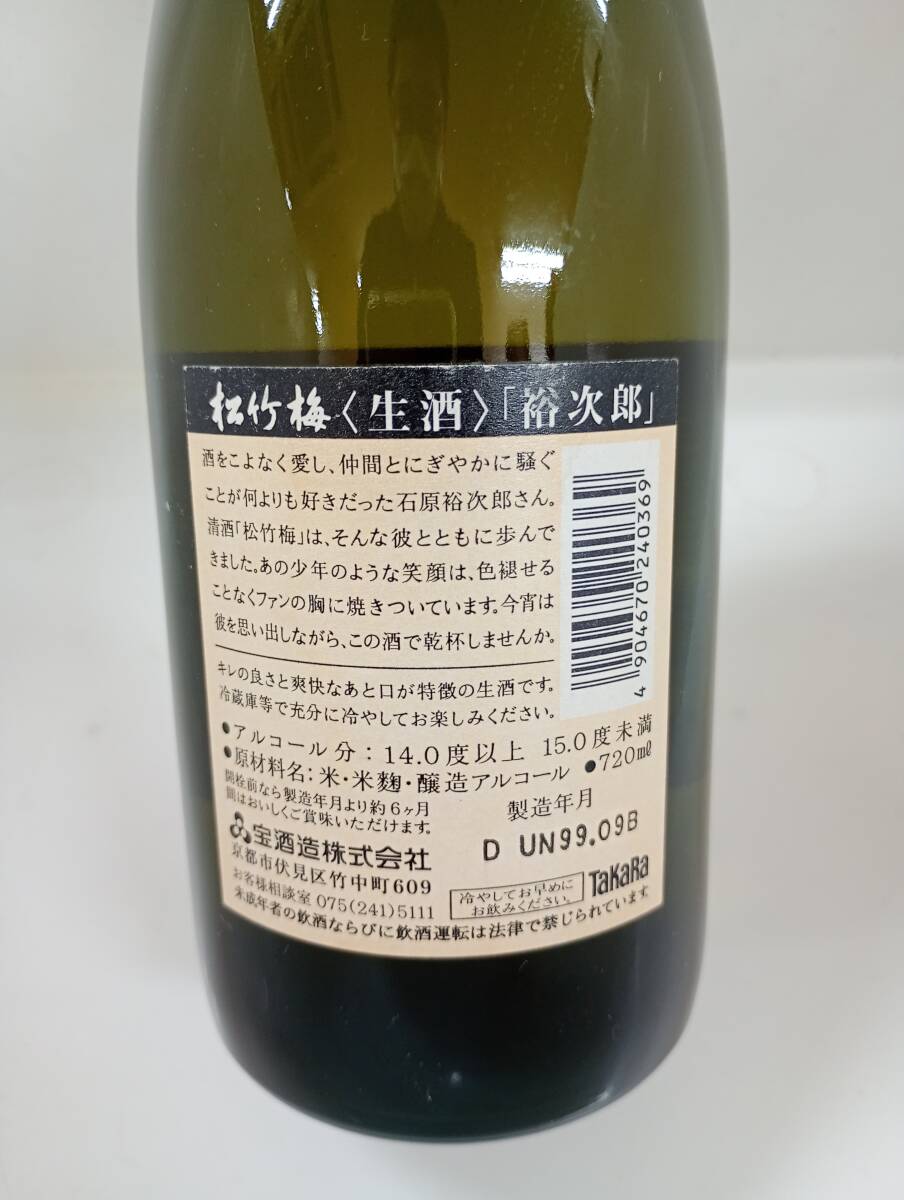 松竹梅〈生酒〉「裕次郎」
酒をこよなく愛し、仲間とにぎやかに騒ぐ
ことが何よりも好きだった石原裕次郎さん。
清酒「松竹梅」は、そんな彼とともに歩んで
きました。あの少年のような笑顔は、色褪せる
ことなくファンの胸に焼きついています。今宵は
彼を思い出しながら、この酒で乾杯しませんか。
キレの良さと爽快なあと口が特徴の生酒です。
冷蔵庫等で充分に冷やしてお楽しみください。
4 904670 240369
●アルコール分：14.0度以上 15.0度未満
●原材料名：米・米麴・醸造アルコール ●720mℓ
開栓前なら製造年月より約6ヶ月
間はおいしくご賞味いただけます。
製造年月
D UN99.09B
宝酒造株式会社
京都市伏見区竹中町609
お客様相談室 075(241)5111
冷やしてお早めに
お飲みください。
TaKaRa
未成年者の飲酒ならびに飲酒運転は法律で禁じられています。